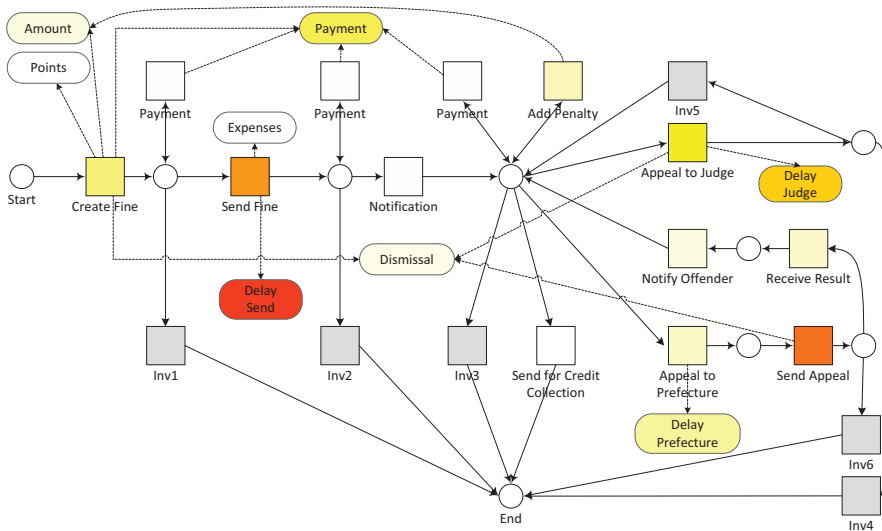 Amount
Payment
Points
Inv5
Payment
Expenses
Payment
Payment
Add Penalty
Appeal to Judge
Start
Create Fine
Send Fine
Notification
Delay
Judge
Dismissal
Notify Offender
Receive Result
Delay
Send
Inv1
Inv2
Inv3
Send for Credit
Collection
Appeal to
Prefecture
Send Appeal
Delay
Prefecture
Inv6
End
Inv4